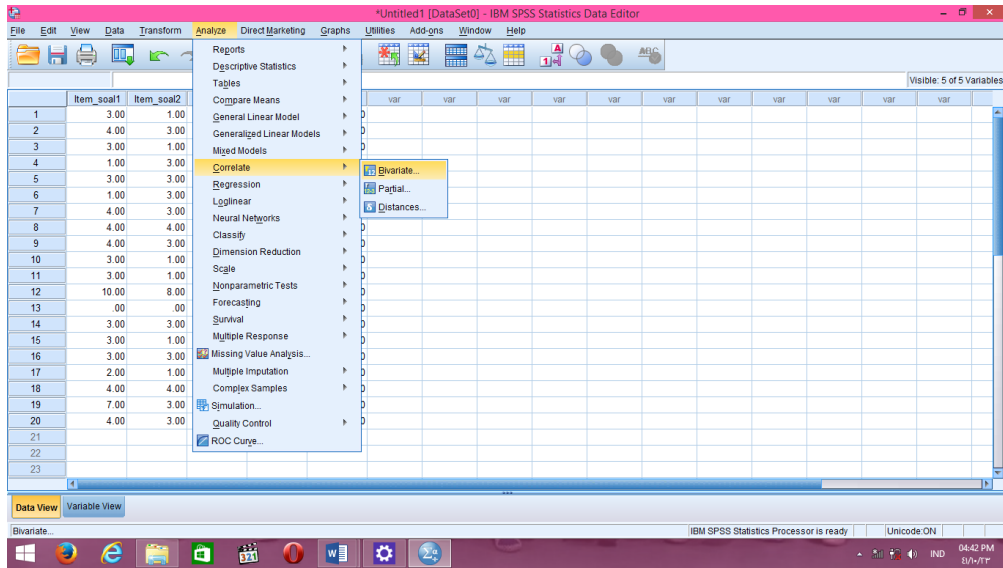 *Untitled1 [DataSet0] - IBM SPSS Statistics Data Editor
File Edit View Data Transform Analyze Direct Marketing Graphs Utilities Add-ons Window Help
Visible: 5 of 5 Variables
Item_soal1 Item_soal2 var var var var var var var var var var var
1 3.00 1.00
2 4.00 3.00
3 3.00 1.00
4 1.00 3.00
5 3.00 3.00
6 1.00 3.00
7 4.00 3.00
8 4.00 4.00
9 4.00 3.00
10 3.00 1.00
11 3.00 1.00
12 10.00 8.00
13 .00 .00
14 3.00 3.00
15 3.00 1.00
16 3.00 3.00
17 2.00 1.00
18 4.00 4.00
19 7.00 3.00
20 4.00 3.00
21
22
23
Reports
Descriptive Statistics
Tables
Compare Means
General Linear Model
Generalized Linear Models
Mixed Models
Correlate
Regression
Loglinear
Neural Networks
Classify
Dimension Reduction
Scale
Nonparametric Tests
Forecasting
Survival
Multiple Response
Missing Value Analysis...
Multiple Imputation
Complex Samples
Simulation...
Quality Control
ROC Curve...
Bivariate...
Partial...
Distances...
Data View Variable View
Bivariate... IBM SPSS Statistics Processor is ready Unicode:ON
IND 04:42 PM